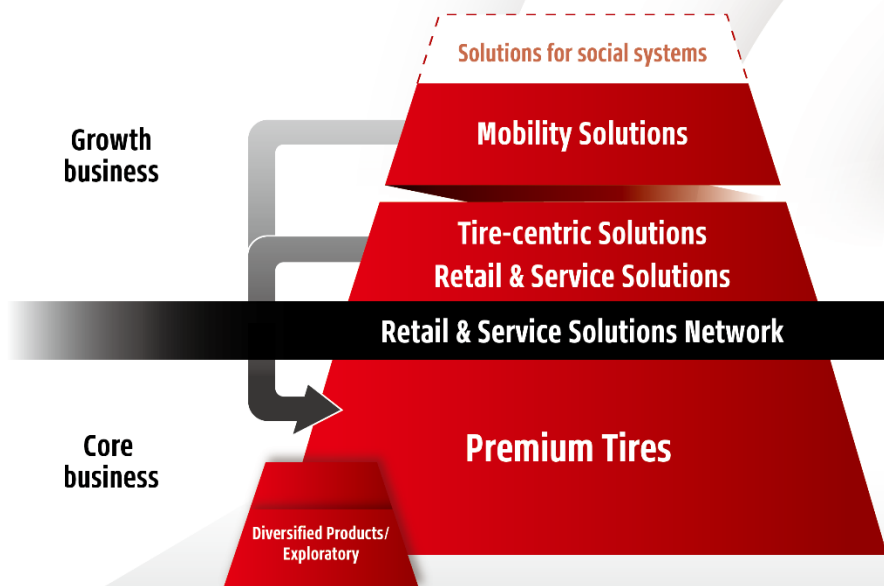 Solutions for social systems
Growth
business
Mobility Solutions
Tire-centric Solutions
Retail & Service Solutions
Retail & Service Solutions Network
Core
business
Premium Tires
Diversified Products/
Exploratory